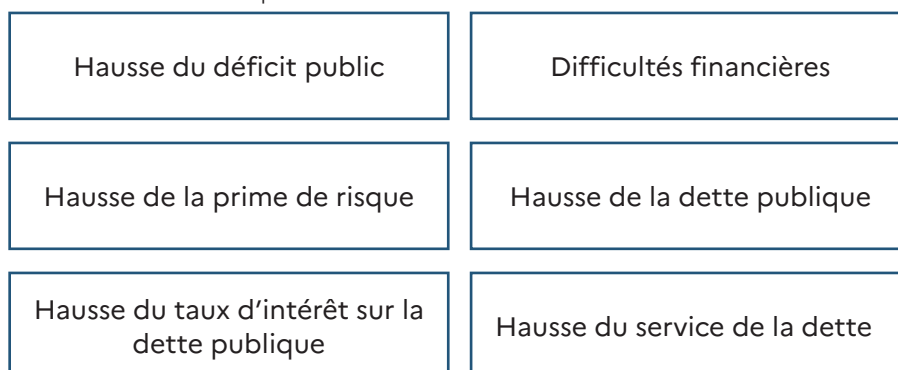 Hausse du déficit public
Difficultés financières
Hausse de la prime de risque
Hausse de la dette publique
Hausse du taux d'intérêt sur la
dette publique
Hausse du service de la dette